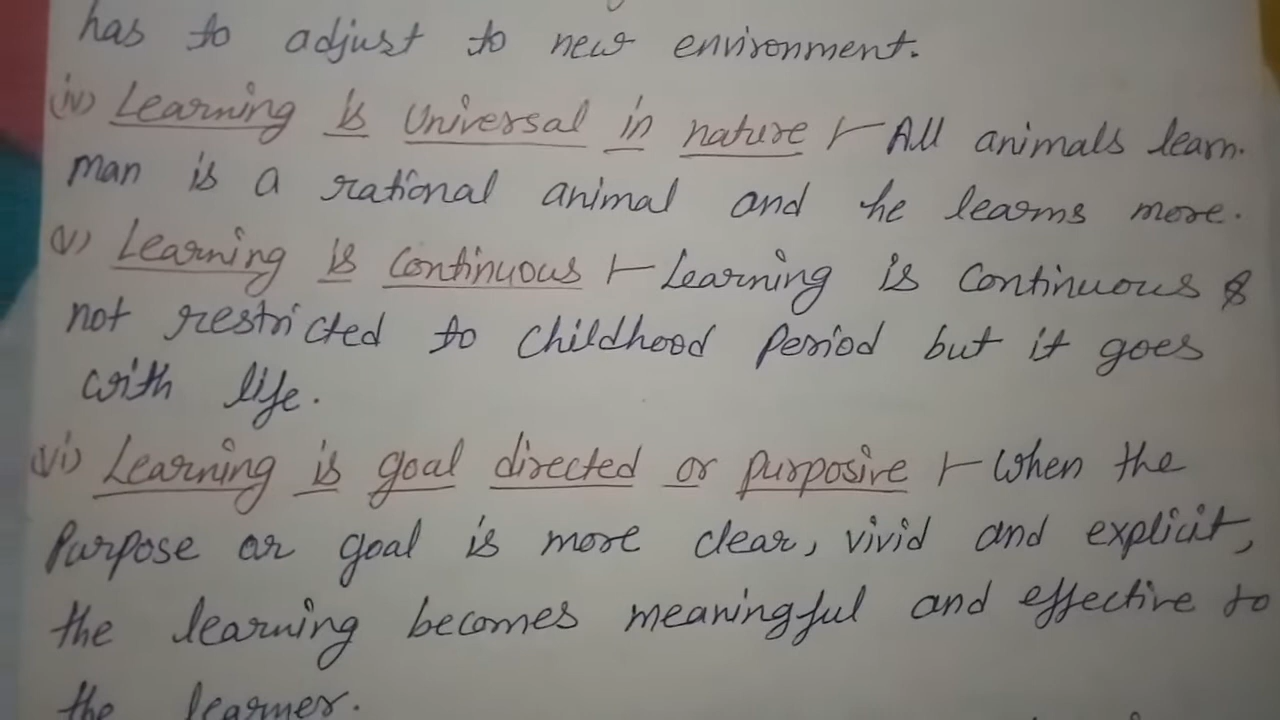 has to adjust to new environment.
(iv) Learning is Universal in nature :- All animals learn.
man is a rational animal and he learns more.
(v) Learning is Continuous :- Learning is Continuous &
not restricted to childhood Period but it goes
with life.
(vi) Learning is goal directed or purposive :- When the
Purpose or goal is more clear, vivid and explicit,
the learning becomes meaningful and effective to
the learner.